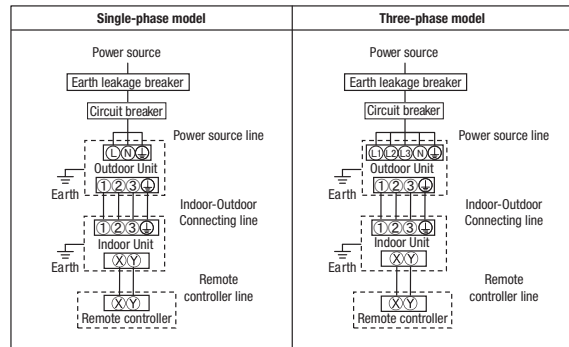 Single-phase model
Power source
Earth leakage breaker
Circuit breaker
Power source line
L N
Outdoor Unit
1 2 3
Earth
Indoor-Outdoor
Connecting line
1 2 3
Indoor Unit
X Y
Earth
Remote
controller line
X Y
Remote controller
Three-phase model
Power source
Earth leakage breaker
Circuit breaker
Power source line
L1 L2 L3 N
Outdoor Unit
1 2 3
Earth
Indoor-Outdoor
Connecting line
1 2 3
Indoor Unit
X Y
Earth
Remote
controller line
X Y
Remote controller